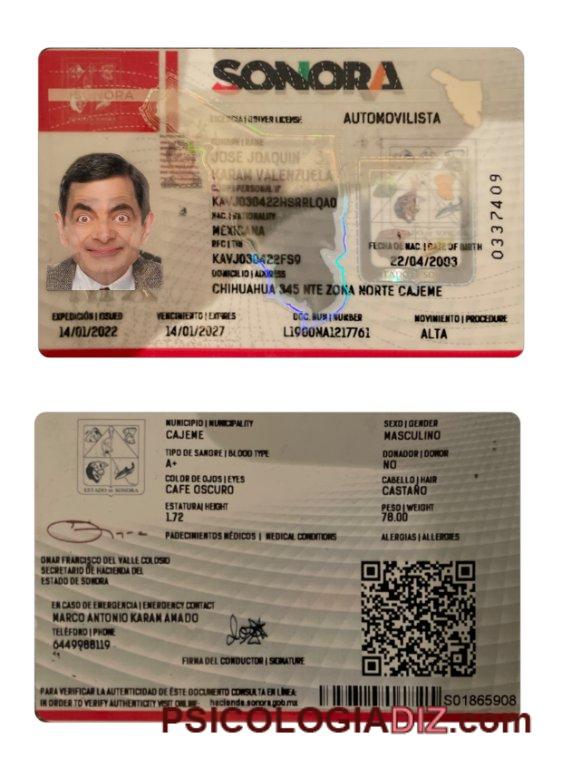 SONORA
SONORA
LICENCIA | DRIVER LICENSE AUTOMOVILISTA
NOMBRE | NAME
JOSE JOAQUIN
KARAM VALENZUELA
KAVJ030422HSRRLQA0
NAC. | NATIONALITY
MEXICANA
RFC | TIN
KAVJ030422FS9
FECHA DE NAC. | DATE OF BIRTH
22/04/2003
0337409
DOMICILIO | ADDRESS
CHIHUAHUA 345 NTE ZONA NORTE CAJEME
EXPEDICIÓN | ISSUED VENCIMIENTO | EXPIRES DOC. NUM | NUMBER MOVIMIENTO | PROCEDURE
14/01/2022 14/01/2027 L1900NA1217761 ALTA
MUNICIPIO | MUNICIPALITY SEXO | GENDER
CAJEME MASCULINO
TIPO DE SANGRE | BLOOD TYPE DONADOR | DONOR
A+ NO
COLOR DE OJOS | EYES CABELLO | HAIR
CAFE OSCURO CASTAÑO
ESTATURA | HEIGHT PESO | WEIGHT
1.72 78.00
PADECIMIENTOS MÉDICOS | MEDICAL CONDITIONS ALERGIAS | ALLERGIES
ESTADO DE SONORA
OMAR FRANCISCO DEL VALLE COLOSIO
SECRETARIO DE HACIENDA DEL
ESTADO DE SONORA
EN CASO DE EMERGENCIA | EMERGENCY CONTACT
MARCO ANTONIO KARAM AMADO
TELÉFONO | PHONE
6449988119
FIRMA DEL CONDUCTOR | SIGNATURE
PARA VERIFICAR LA AUTENTICIDAD DE ÉSTE DOCUMENTO CONSULTA EN LÍNEA:
IN ORDER TO VERIFY AUTHENTICITY VISIT ONLINE: hacienda.sonora.gob.mx
S01865908
PSICOLOGIADIZ.com